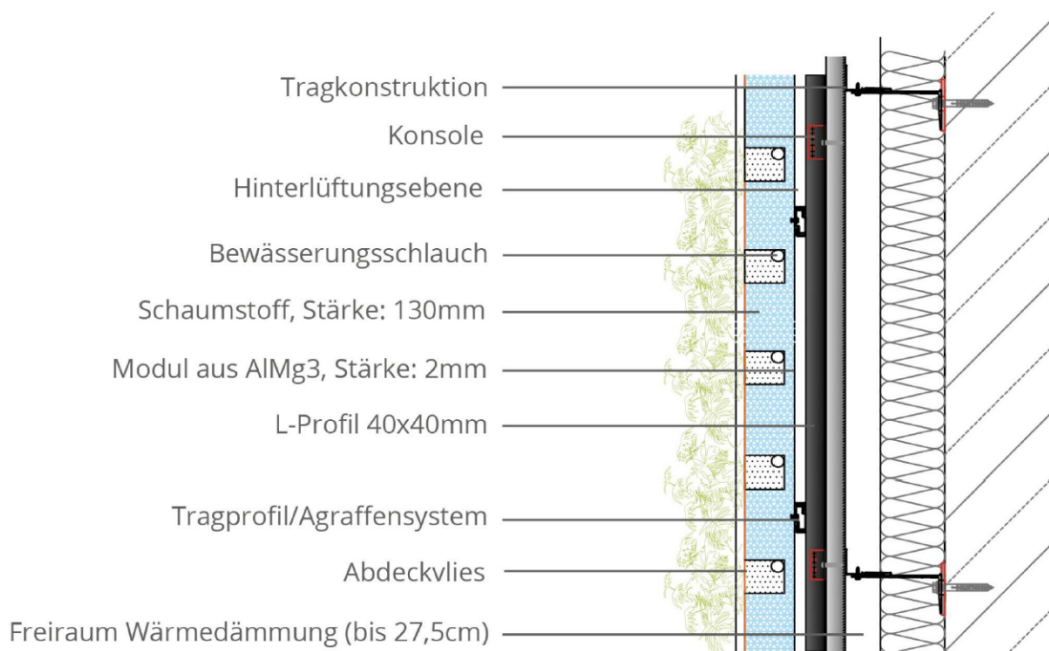 Tragkonstruktion
Konsole
Hinterlüftungsebene
Bewässerungsschlauch
Schaumstoff, Stärke: 130mm
Modul aus AlMg3, Stärke: 2mm
L-Profil 40x40mm
Tragprofil/Agraffensystem
Abdeckvlies
Freiraum Wärmedämmung (bis 27,5cm)